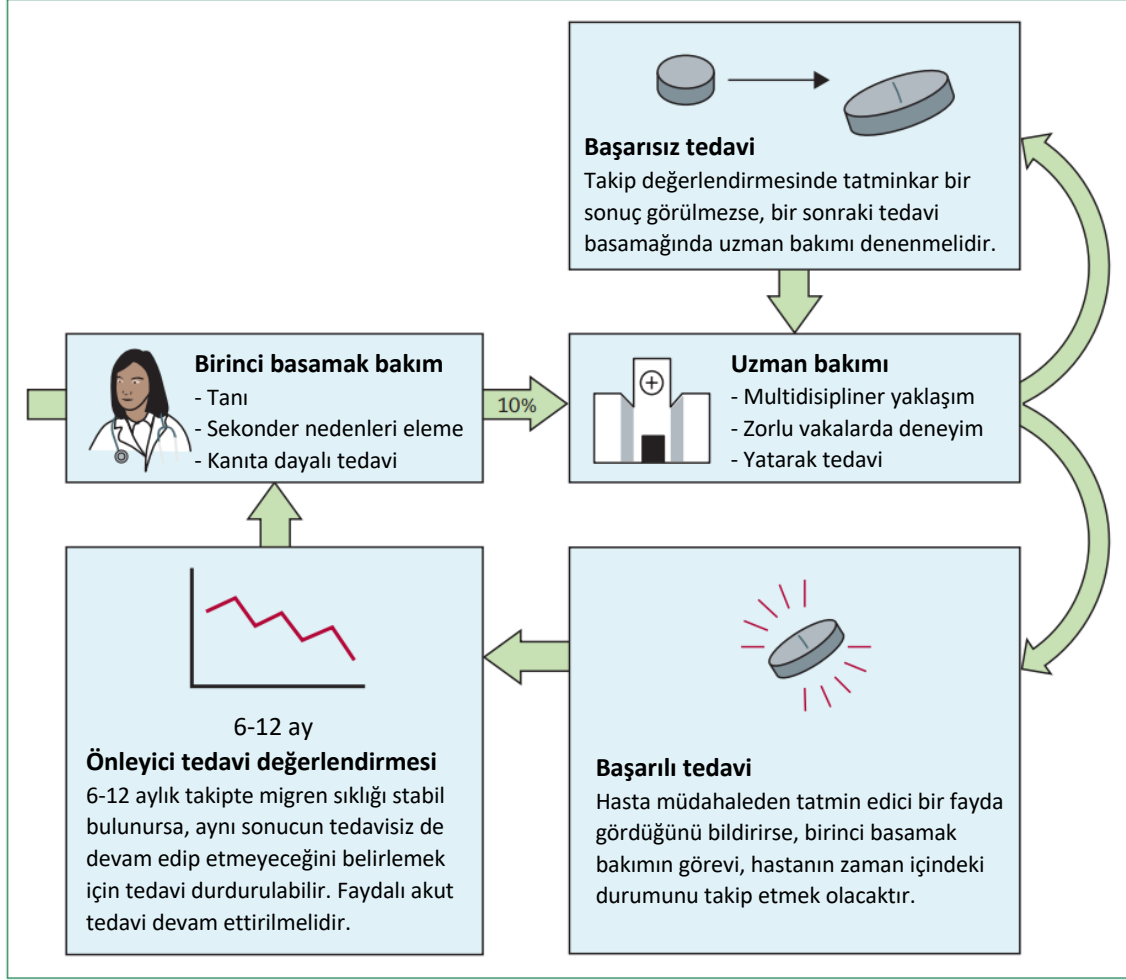 Başarısız tedavi
Takip değerlendirmesinde tatminkar bir
sonuç görülmezse, bir sonraki tedavi
basamağında uzman bakımı denenmelidir.
Birinci basamak bakım
- Tanı
- Sekonder nedenleri eleme
- Kanıta dayalı tedavi
10%
Uzman bakımı
- Multidisipliner yaklaşım
- Zorlu vakalarda deneyim
- Yatarak tedavi
6-12 ay
Önleyici tedavi değerlendirmesi
6-12 aylık takipte migren sıklığı stabil
bulunursa, aynı sonucun tedavisiz de
devam edip etmeyeceğini belirlemek
için tedavi durdurulabilir. Faydalı akut
tedavi devam ettirilmelidir.
Başarılı tedavi
Hasta müdahaleden tatmin edici bir fayda
gördüğünü bildirirse, birinci basamak
bakımın görevi, hastanın zaman içindeki
durumunu takip etmek olacaktır.